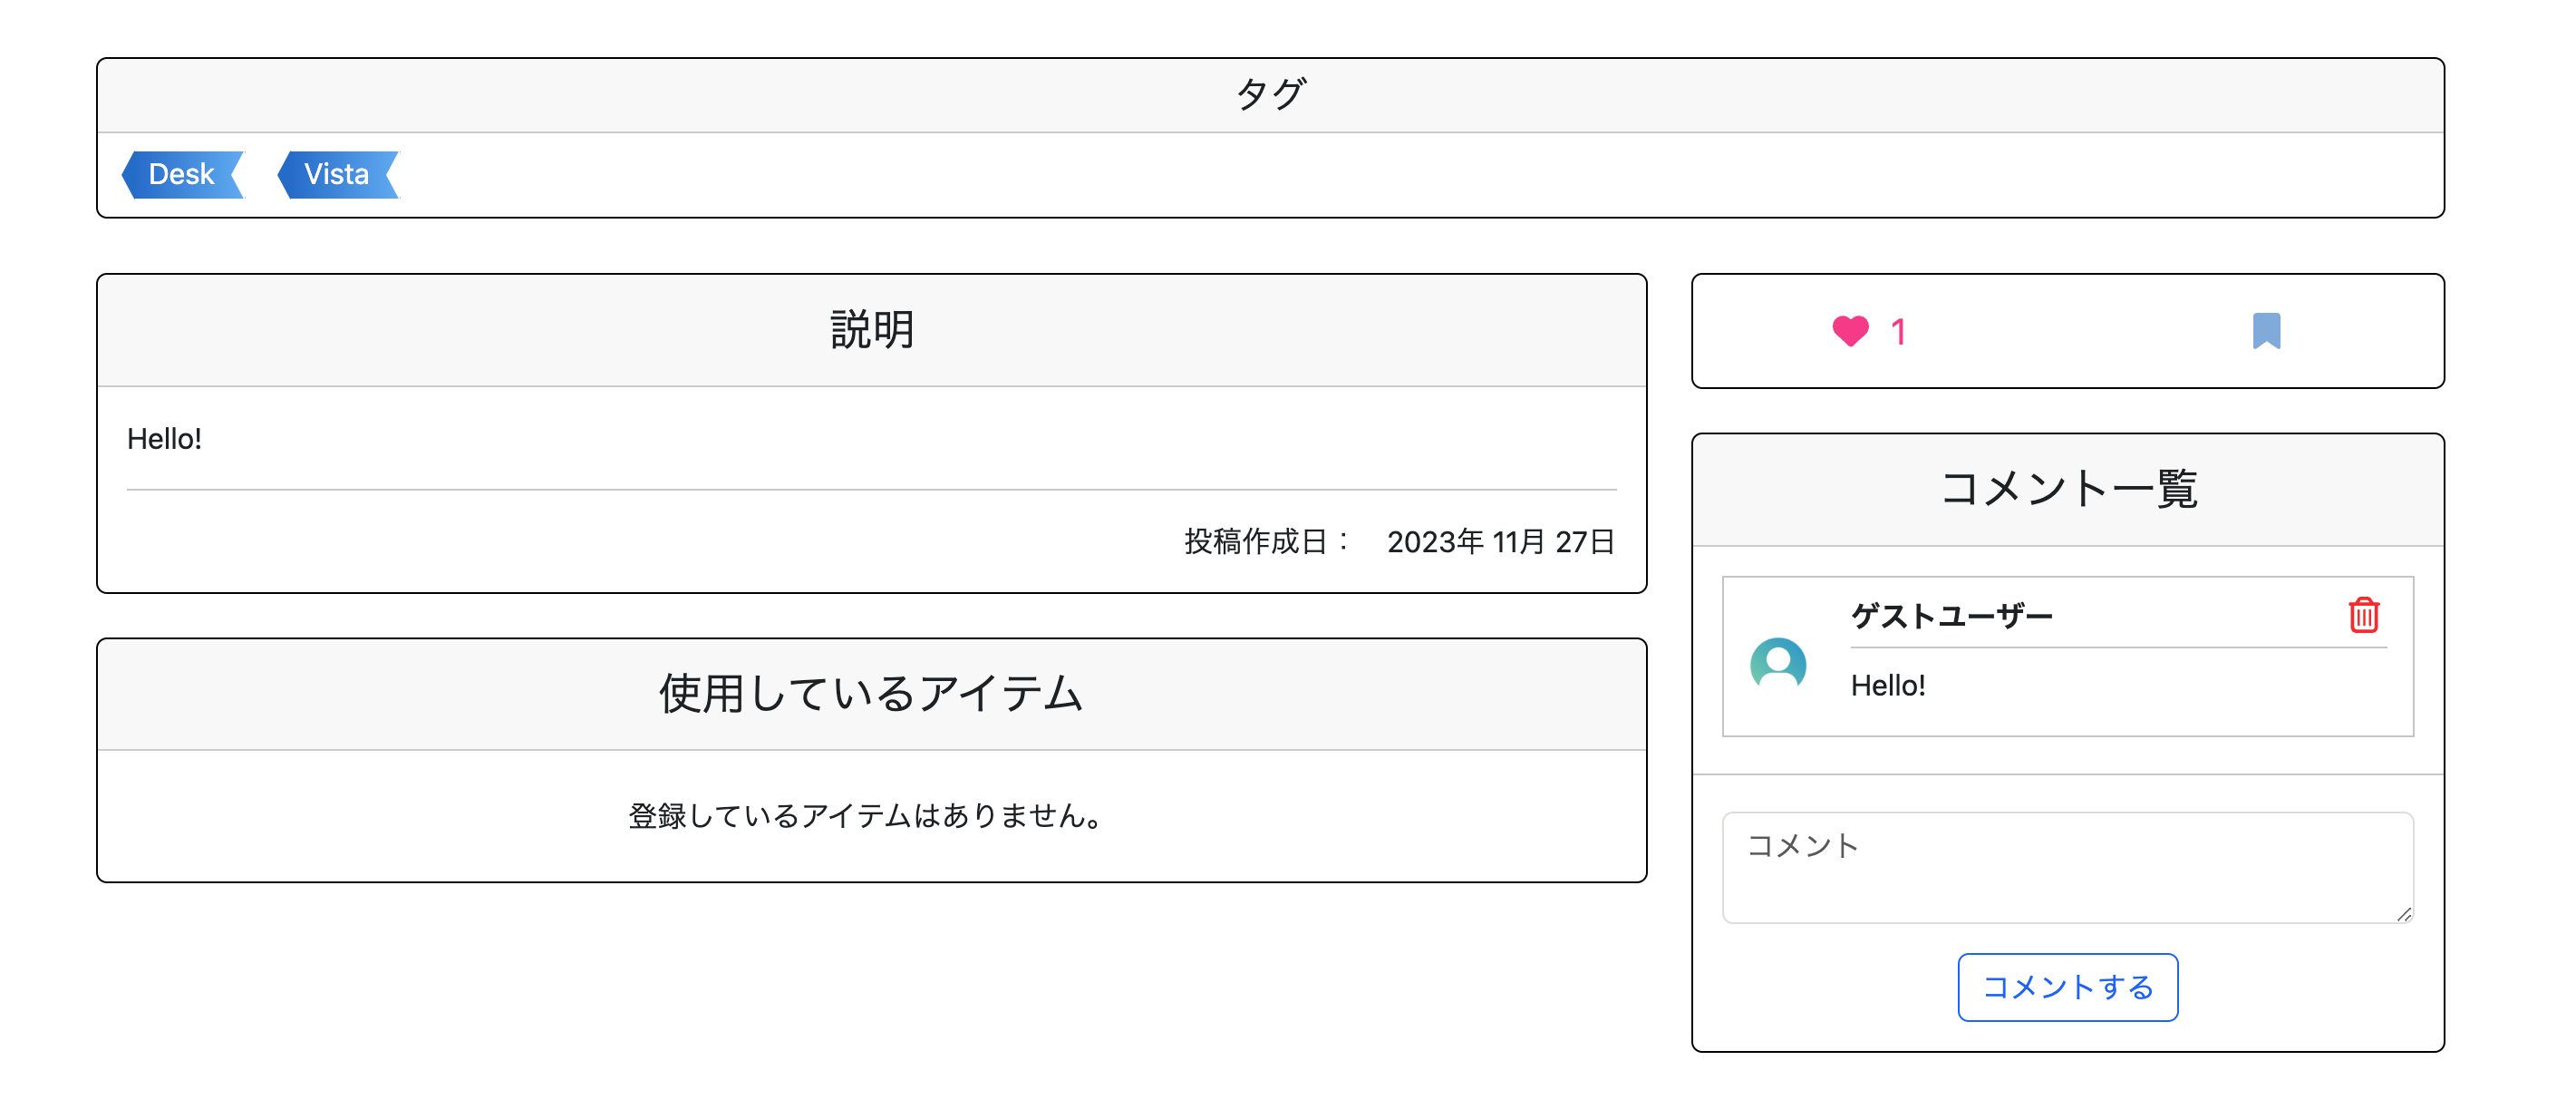 タグ
Desk Vista
説明
Hello!
投稿作成日： 2023年 11月 27日
使用しているアイテム
登録しているアイテムはありません。
1
コメント一覧
ゲストユーザー
Hello!
コメント
コメントする